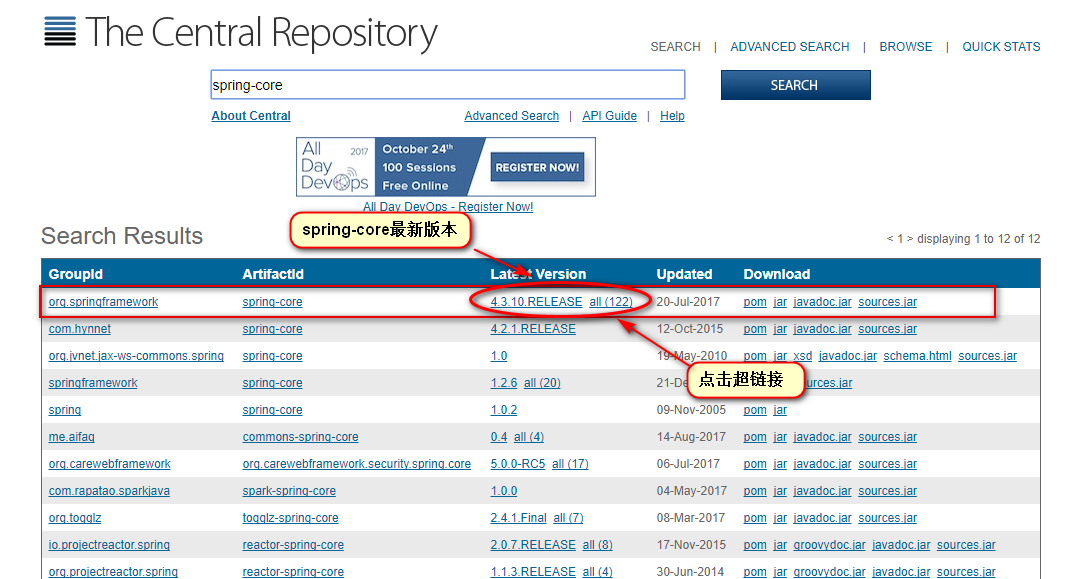 The Central Repository
SEARCH | ADVANCED SEARCH | BROWSE | QUICK STATS
spring-core
SEARCH
About Central
Advanced Search | API Guide | Help
All Day DevOps 2017
October 24th
100 Sessions
Free Online
REGISTER NOW!
All Day DevOps - Register Now!
spring-core最新版本
Search Results
< 1 > displaying 1 to 12 of 12
GroupId ArtifactId Latest Version Updated Download
org.springframework spring-core 4.3.10.RELEASE all (122) 20-Jul-2017 pom jar javadoc.jar sources.jar
com.hynnet spring-core 4.2.1.RELEASE 12-Oct-2015 pom jar javadoc.jar sources.jar
org.jvnet.jax-ws-commons.spring spring-core 1.0 19-May-2010 pom jar xsd javadoc.jar schema.html sources.jar
点击超链接
springframework spring-core 1.2.6 all (20) sources.jar
spring spring-core 1.0.2 09-Nov-2005 pom jar
me.aifaq commons-spring-core 0.4 all (4) 14-Aug-2017 pom jar javadoc.jar sources.jar
org.carewebframework org.carewebframework.security.spring.core 5.0.0-RC5 all (17) 06-Jul-2017 pom jar javadoc.jar sources.jar
com.rapatao.sparkjava spark-spring-core 1.0.0 04-May-2017 pom jar javadoc.jar sources.jar
org.togglz togglz-spring-core 2.4.1.Final all (7) 08-Mar-2017 pom jar javadoc.jar sources.jar
io.projectreactor.spring reactor-spring-core 2.0.7.RELEASE all (8) 17-Nov-2015 pom jar groovydoc.jar javadoc.jar sources.jar
org.projectreactor.spring reactor-spring-core 1.1.3.RELEASE all (4) 30-Jun-2014 pom jar groovydoc.jar javadoc.jar sources.jar